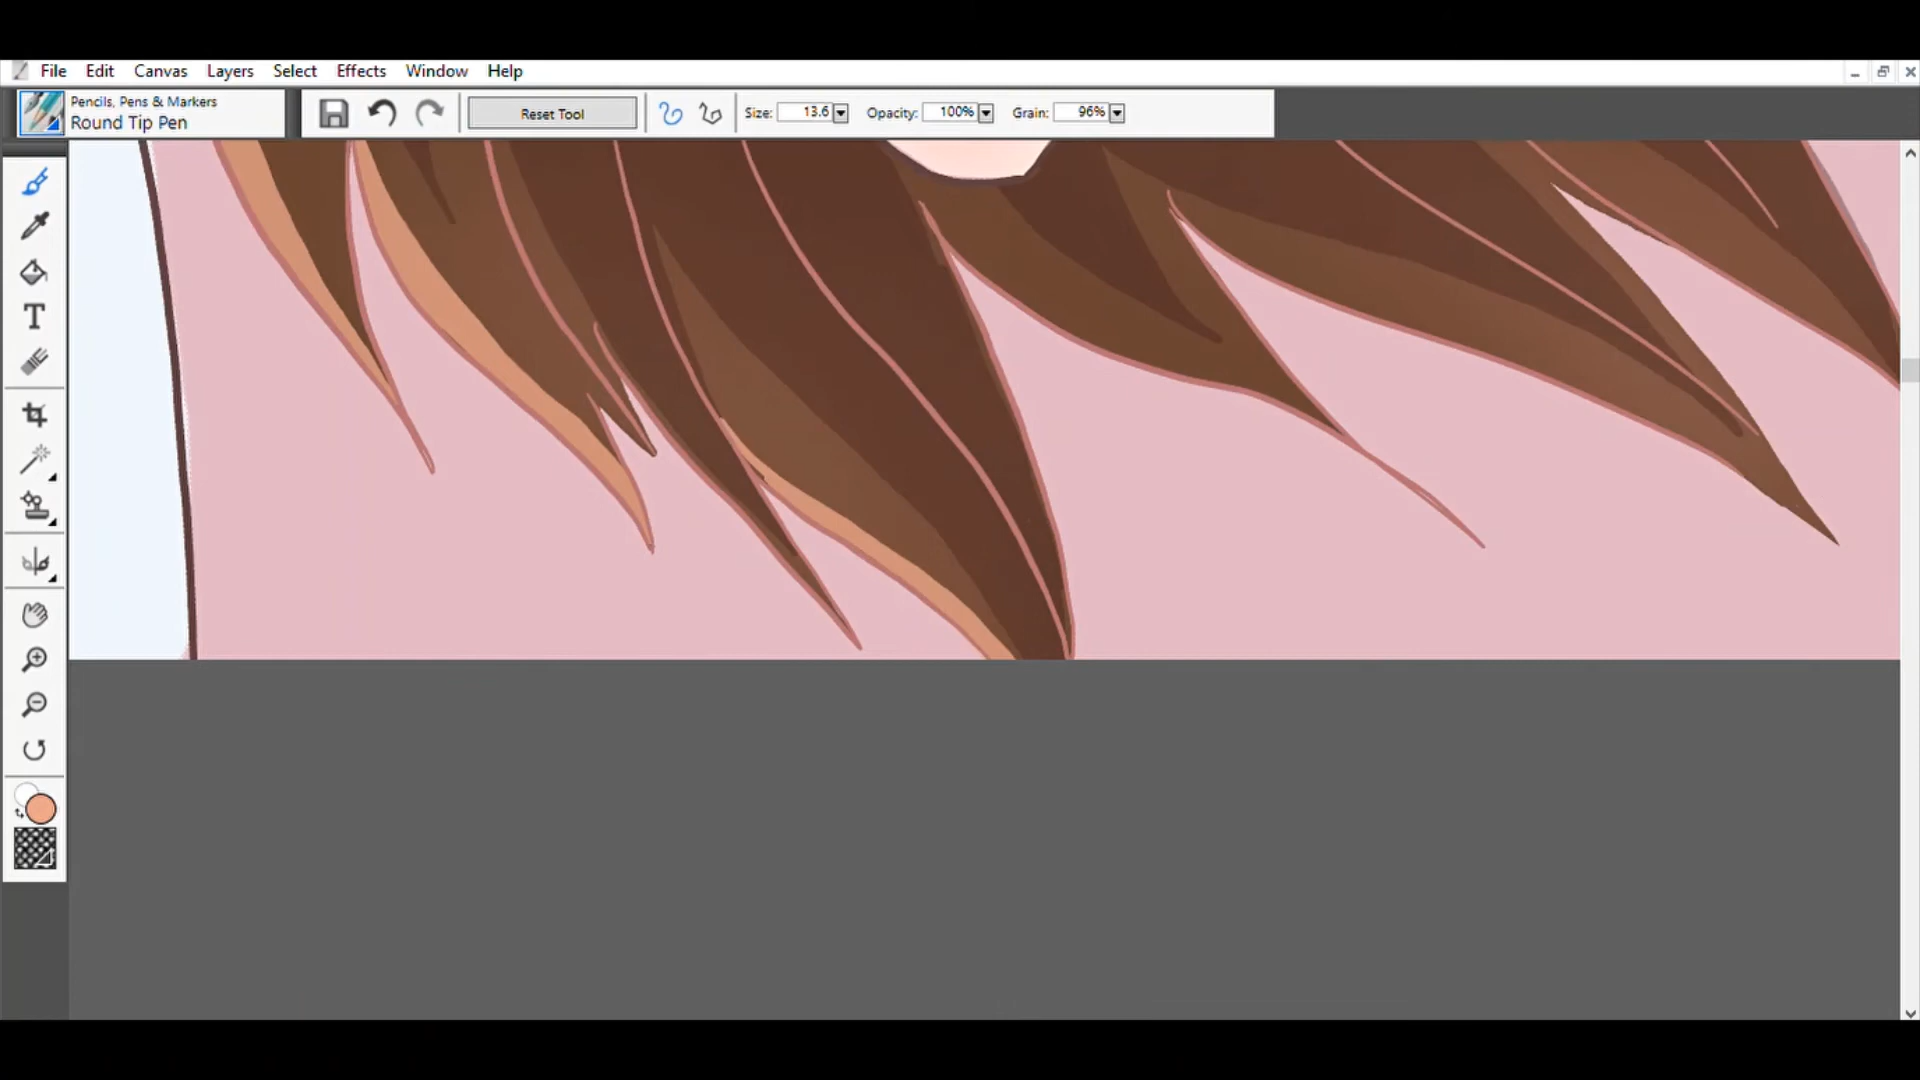 File Edit Canvas Layers Select Effects Window Help
Pencils, Pens & Markers
Round Tip Pen
Reset Tool
Size: 13.6
Opacity: 100%
Grain: 96%
T